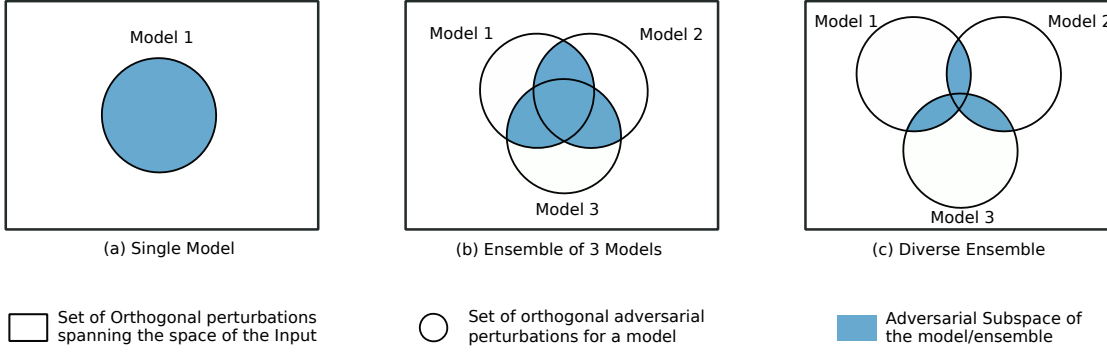 Model 1
Model 1
Model 2
Model 3
Model 1
Model 2
Model 3
(a) Single Model
(b) Ensemble of 3 Models
(c) Diverse Ensemble
Set of Orthogonal perturbations
spanning the space of the Input
Set of orthogonal adversarial
perturbations for a model
Adversarial Subspace of
the model/ensemble